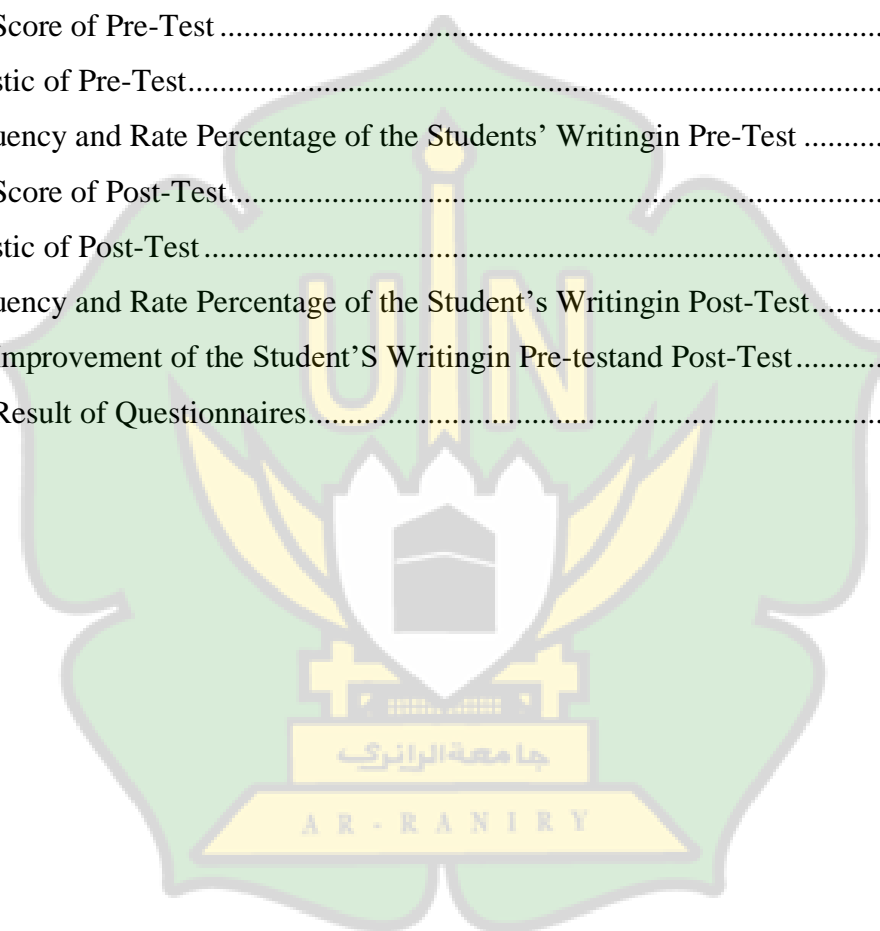 Score of Pre-Test ....................................................................................
stic of Pre-Test........................................................................................
uency and Rate Percentage of the Students’ Writingin Pre-Test ..........
Score of Post-Test...................................................................................
stic of Post-Test ......................................................................................
uency and Rate Percentage of the Student’s Writingin Post-Test.........
Improvement of the Student’S Writingin Pre-testand Post-Test...........
Result of Questionnaires.........................................................................
UIN
جامعة الرانري
AR-RANIRY